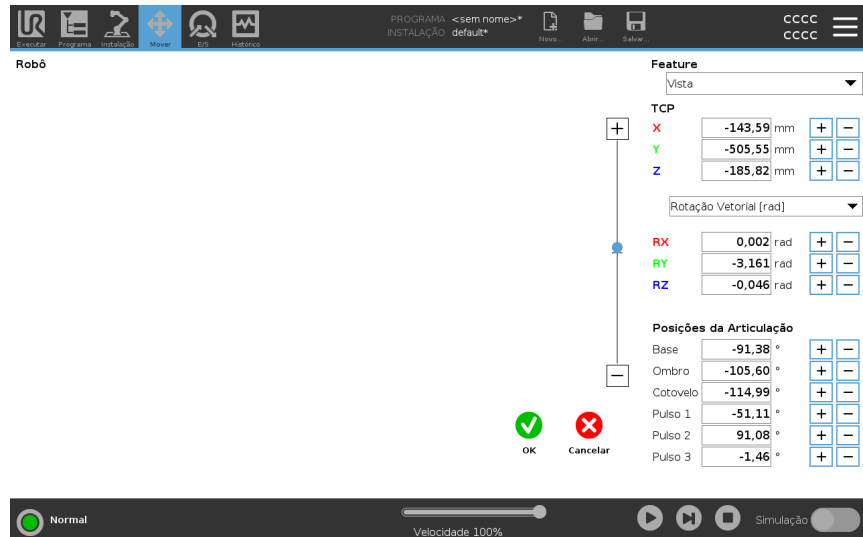 UR
Executar Programa Instalação Mover E/S Histórico
PROGRAMA <sem nome>*
INSTALAÇÃO default*
Novo... Abrir... Salvar...
cccc
cccc
Robô
Feature
Vista
TCP
X -143,59 mm + −
Y -505,55 mm + −
Z -185,82 mm + −
Rotação Vetorial [rad]
RX 0,002 rad + −
RY -3,161 rad + −
RZ -0,046 rad + −
Posições da Articulação
Base -91,38 ° + −
Ombro -105,60 ° + −
Cotovelo -114,99 ° + −
Pulso 1 -51,11 ° + −
Pulso 2 91,08 ° + −
Pulso 3 -1,46 ° + −
+
−
OK Cancelar
Normal
Velocidade 100%
Simulação